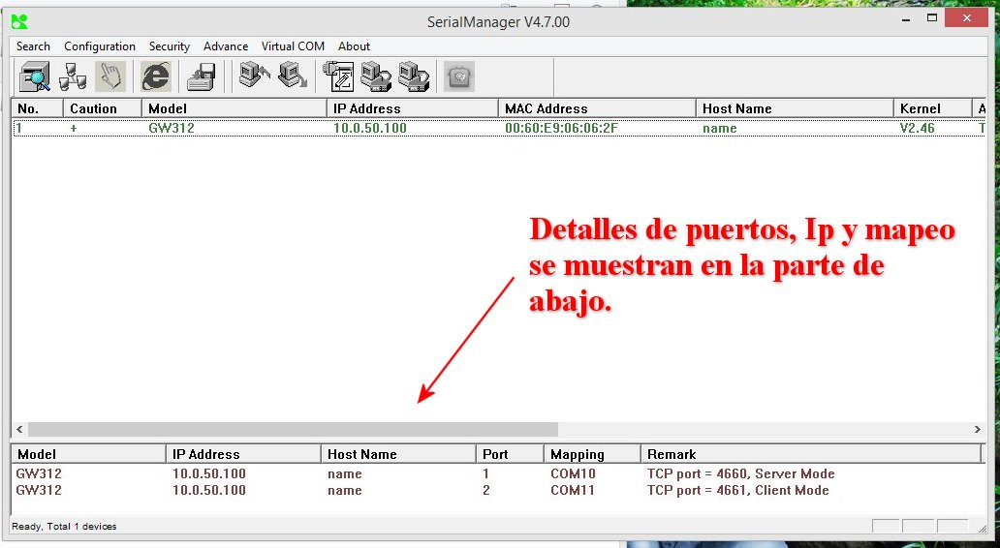 SerialManager V4.7.00
Search Configuration Security Advance Virtual COM About
No. Caution Model IP Address MAC Address Host Name Kernel A
1 + GW312 10.0.50.100 00:60:E9:06:06:2F name V2.46 T
Detalles de puertos, Ip y mapeo
se muestran en la parte de
abajo.
Model IP Address Host Name Port Mapping Remark
GW312 10.0.50.100 name 1 COM10 TCP port = 4660, Server Mode
GW312 10.0.50.100 name 2 COM11 TCP port = 4661, Client Mode
Ready, Total 1 devices